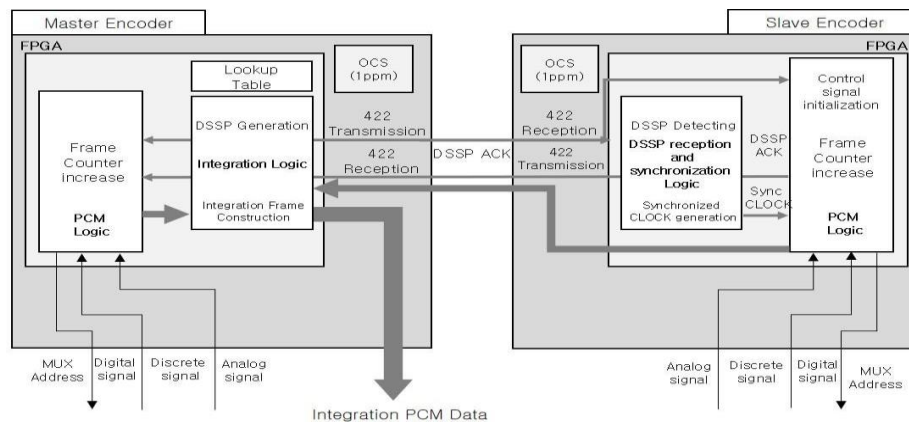 Master Encoder
FPGA
Lookup
Table
OCS
(1ppm)
DSSP Generation
Integration Logic
Integration Frame
Construction
Frame
Counter
increase
PCM
Logic
422
Transmission
422
Reception
DSSP ACK
MUX
Address
Digital
signal
Discrete
signal
Analog
signal
Integration PCM Data
Slave Encoder
FPGA
OCS
(1ppm)
422
Reception
422
Transmission
DSSP Detecting
DSSP reception and
synchronization
Logic
Synchronized
CLOCK generation
DSSP
ACK
Sync
CLOCK
Control
signal
initialization
Frame
Counter
increase
PCM
Logic
Analog
signal
Discrete
signal
Digital
signal
MUX
Address